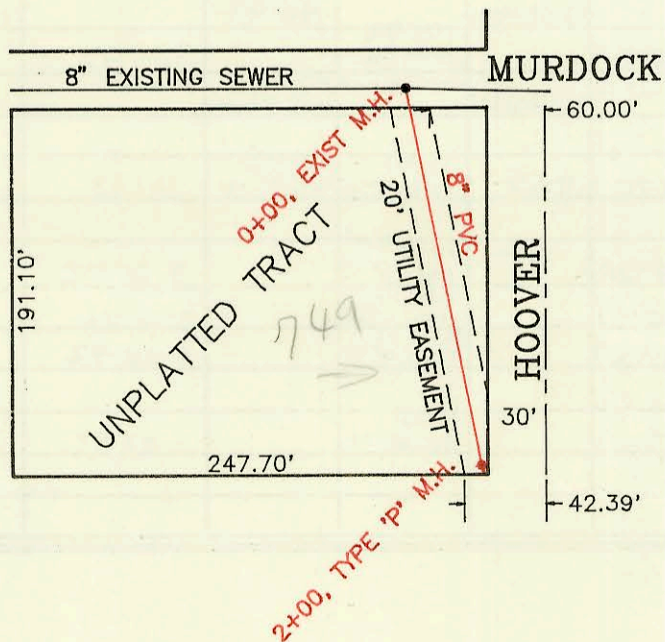 8" EXISTING SEWER
MURDOCK
60.00'
0+00, EXIST M.H.
8" PVC
20' UTILITY EASEMENT
HOOVER
191.10'
UNPLATTED TRACT
749
30'
247.70'
42.39'
2+00, TYPE 'P' M.H.